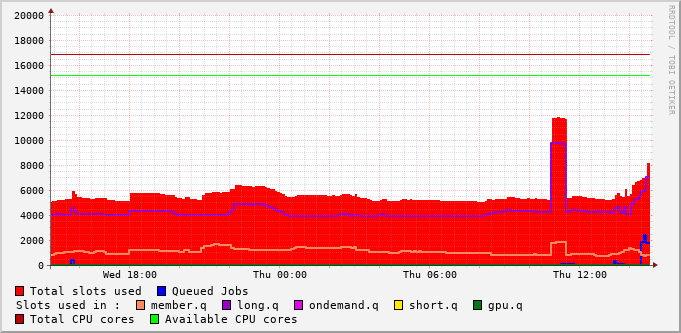 RRDTOOL / TOBI OETIKER
20000
18000
16000
14000
12000
10000
8000
6000
4000
2000
0
Wed 18:00 Thu 00:00 Thu 06:00 Thu 12:00
Total slots used Queued Jobs
Slots used in : member.q long.q ondemand.q short.q gpu.q
Total CPU cores Available CPU cores